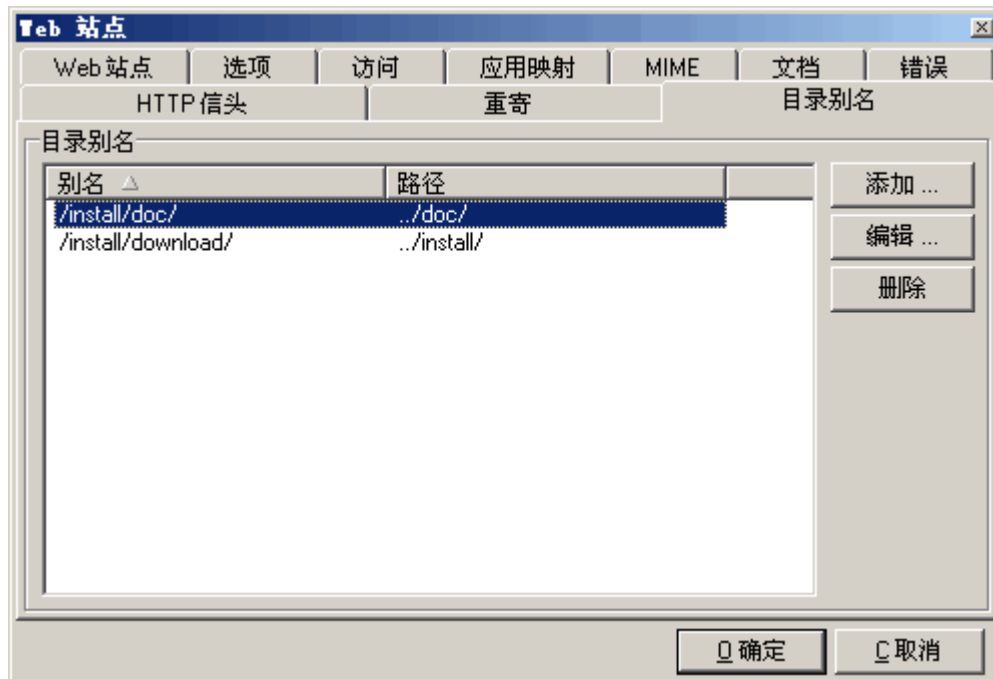 Web 站点
Web 站点 选项 访问 应用映射 MIME 文档 错误
HTTP 信头 重寄 目录别名
目录别名
别名 路径
/install/doc/ ../doc/
/install/download/ ../install/
添加 ...
编辑 ...
删除
O 确定 C 取消